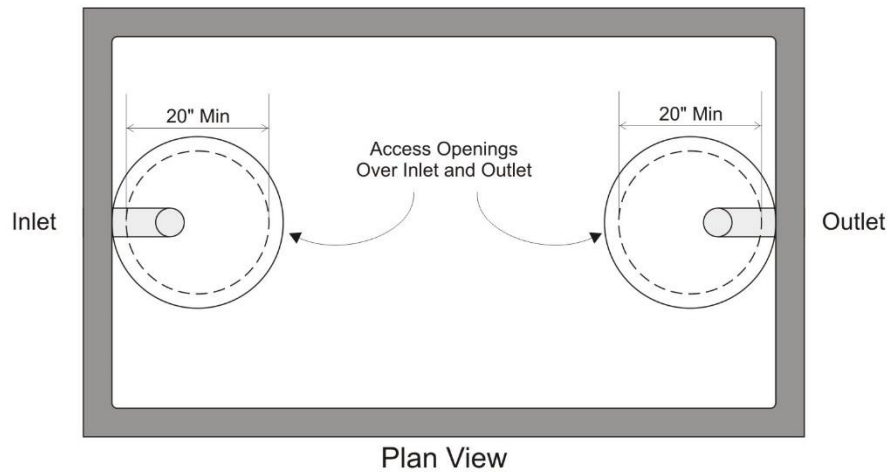 20" Min
20" Min
Access Openings
Over Inlet and Outlet
Inlet
Outlet
Plan View